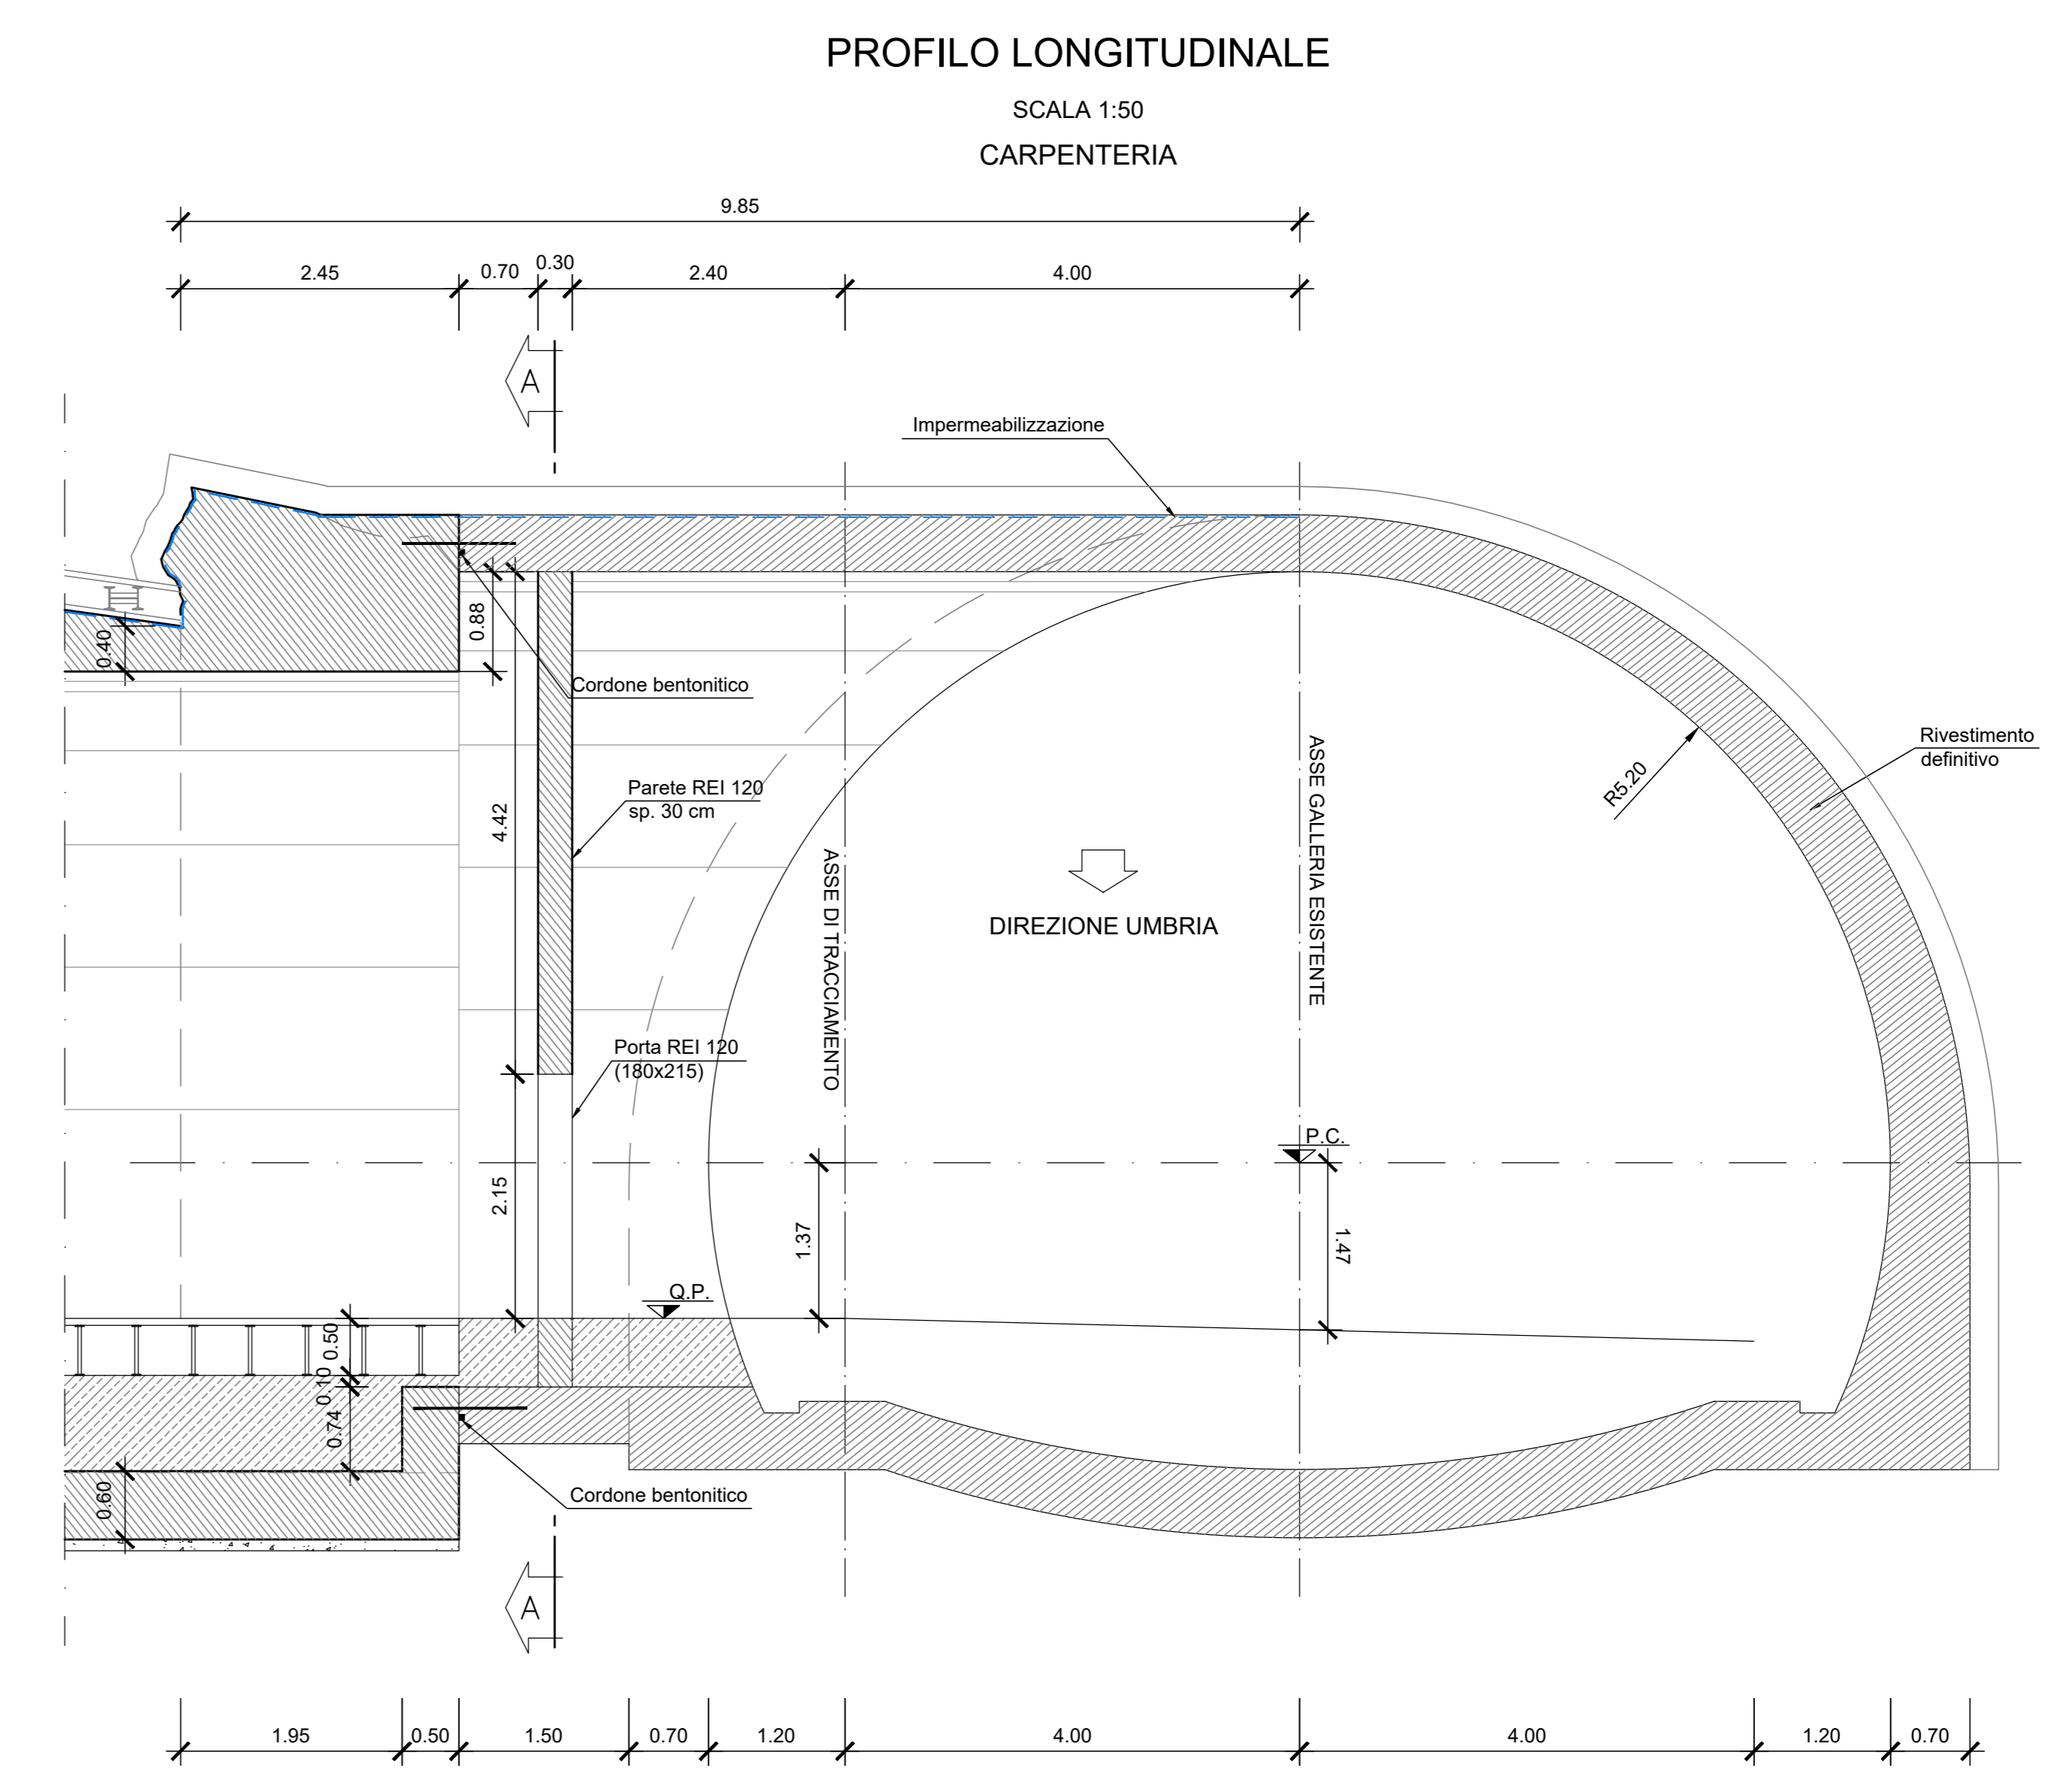 PROFILO LONGITUDINALE
SCALA 1:50
CARPENTERIA
9.85
2.45
0.70
0.30
2.40
4.00
A
Impermeabilizzazione
0.40
0.88
Cordone bentonitico
Rivestimento
definitivo
R5.20
Parete REI 120
sp. 30 cm
4.42
ASSE DI TRACCIAMENTO
ASSE GALLERIA ESISTENTE
DIREZIONE UMBRIA
Porta REI 120
(180x215)
P.C.
2.15
1.37
1.47
Q.P.
0.50
0.10
0.74
0.60
Cordone bentonitico
A
1.95
0.50
1.50
0.70
1.20
4.00
4.00
1.20
0.70